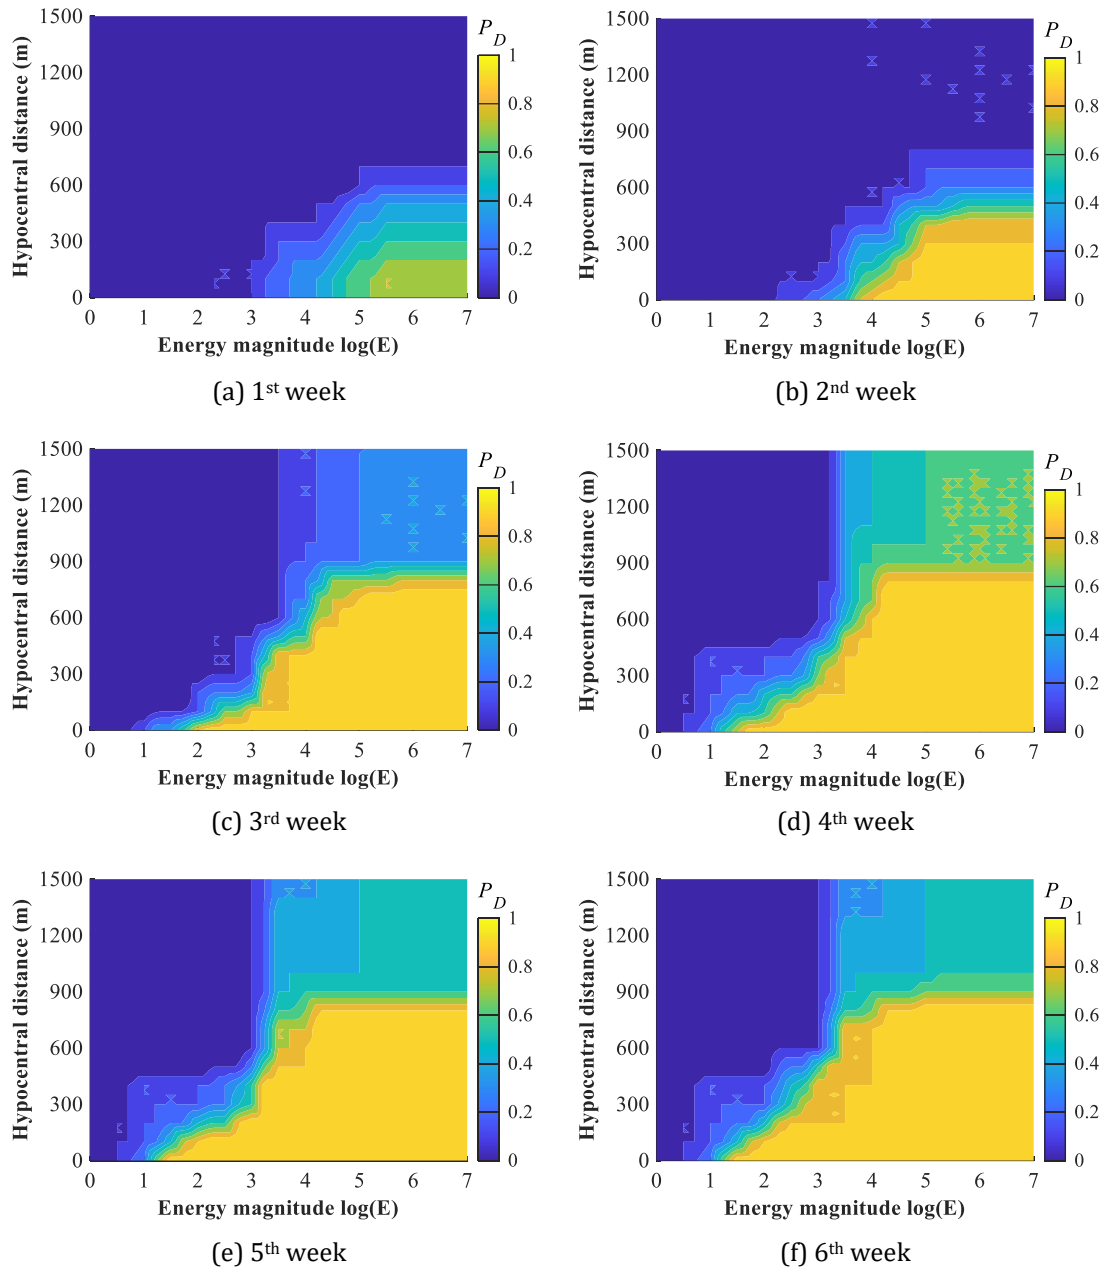 1500
1200
900
600
300
0
Hypocentral distance (m)
0 1 2 3 4 5 6 7
Energy magnitude log(E)
P_D
1
0.8
0.6
0.4
0.2
0
(a) 1st week
1500
1200
900
600
300
0
Hypocentral distance (m)
0 1 2 3 4 5 6 7
Energy magnitude log(E)
P_D
1
0.8
0.6
0.4
0.2
0
(b) 2nd week
1500
1200
900
600
300
0
Hypocentral distance (m)
0 1 2 3 4 5 6 7
Energy magnitude log(E)
P_D
1
0.8
0.6
0.4
0.2
0
(c) 3rd week
1500
1200
900
600
300
0
Hypocentral distance (m)
0 1 2 3 4 5 6 7
Energy magnitude log(E)
P_D
1
0.8
0.6
0.4
0.2
0
(d) 4th week
1500
1200
900
600
300
0
Hypocentral distance (m)
0 1 2 3 4 5 6 7
Energy magnitude log(E)
P_D
1
0.8
0.6
0.4
0.2
0
(e) 5th week
1500
1200
900
600
300
0
Hypocentral distance (m)
0 1 2 3 4 5 6 7
Energy magnitude log(E)
P_D
1
0.8
0.6
0.4
0.2
0
(f) 6th week